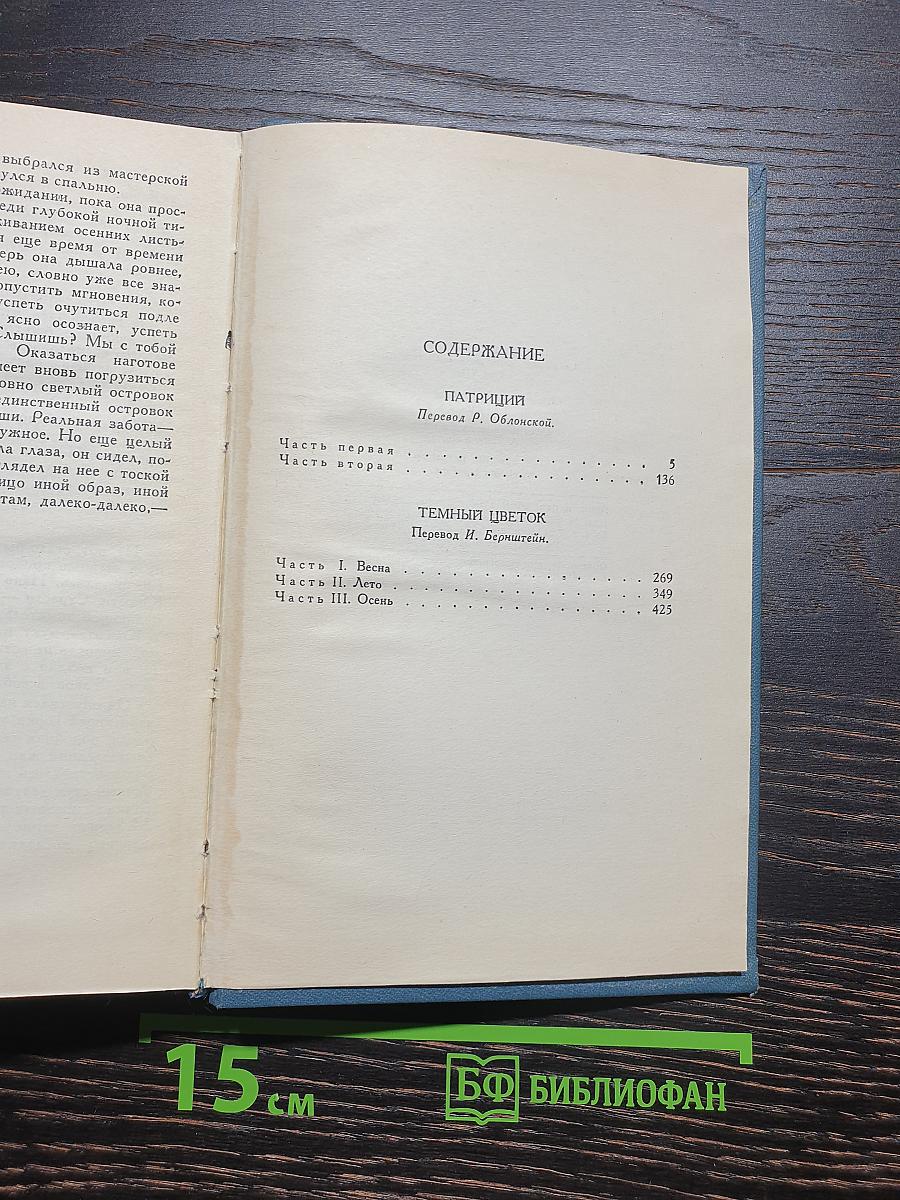 выбрался из мастерской
улся в спальню.
жидании, пока она прос-
еди глубокой ночной ти-
киванием осенних листь-
я еще время от времени
ерь она дышала ровнее,
ею, словно уже все зна-
опустить мгновения, ко-
успеть очутиться подле
ясно осознает, успеть
Слышишь? Мы с тобой
Оказаться наготове
еет вновь погрузиться
овно светлый островок
единственный островок
ши. Реальная забота—
ужное. Но еще целый
ла глаза, он сидел, по-
лядел на нее с тоской
ицо иной образ, иной
там, далеко-далеко,—
СОДЕРЖАНИЕ
ПАТРИЦИЙ
Перевод Р. Облонской.
Часть первая . . . . . . . . . . . . . . . . 5
Часть вторая . . . . . . . . . . . . . . . . 136
ТЕМНЫЙ ЦВЕТОК
Перевод И. Бернштейн.
Часть I. Весна . . . . . . . . . . . . . . . . 269
Часть II. Лето . . . . . . . . . . . . . . . . 349
Часть III. Осень . . . . . . . . . . . . . . . . 425
15 см
БФ БИБЛИОФАН